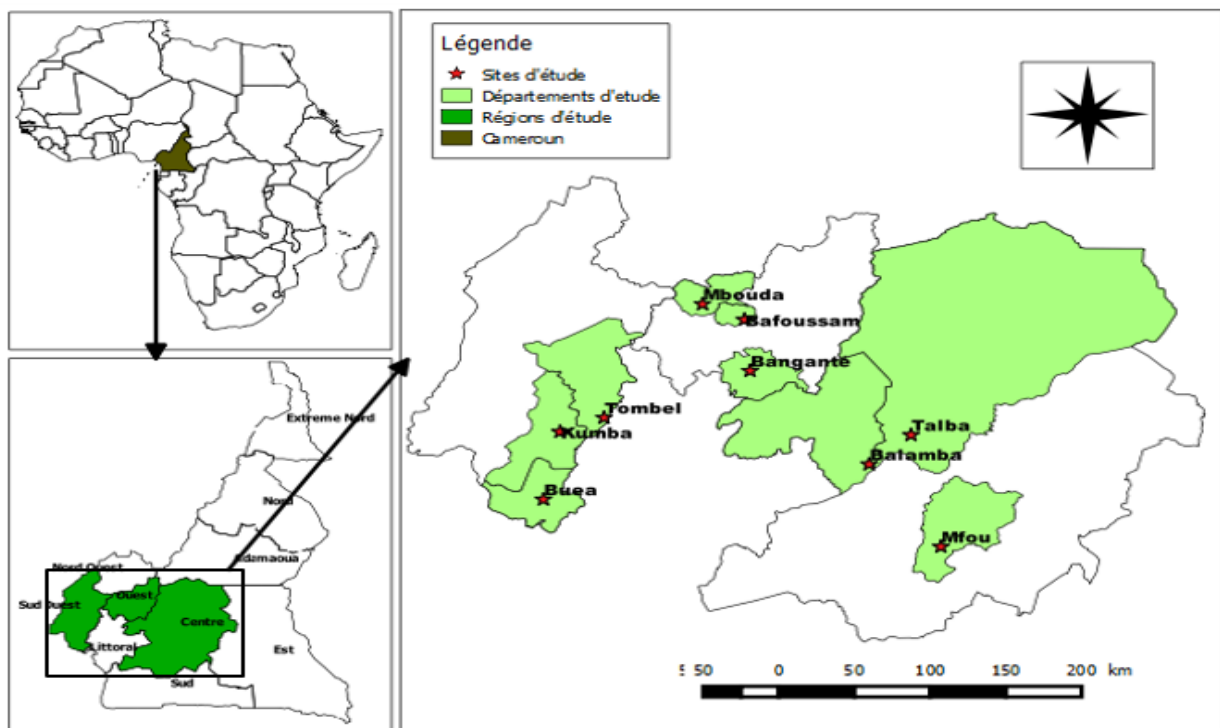 Légende
Sites d'étude
Départements d'etude
Régions d'étude
Cameroun
Mbouda
Bafoussam
Bangante
Tombel
Kumba
Buea
Talba
Balamba
Mfou
Extreme Nord
Nord
Adamaoua
Nord Ouest
Ouest
Sud Ouest
Centre
Littoral
Est
Sud
50 0 50 100 150 200 km